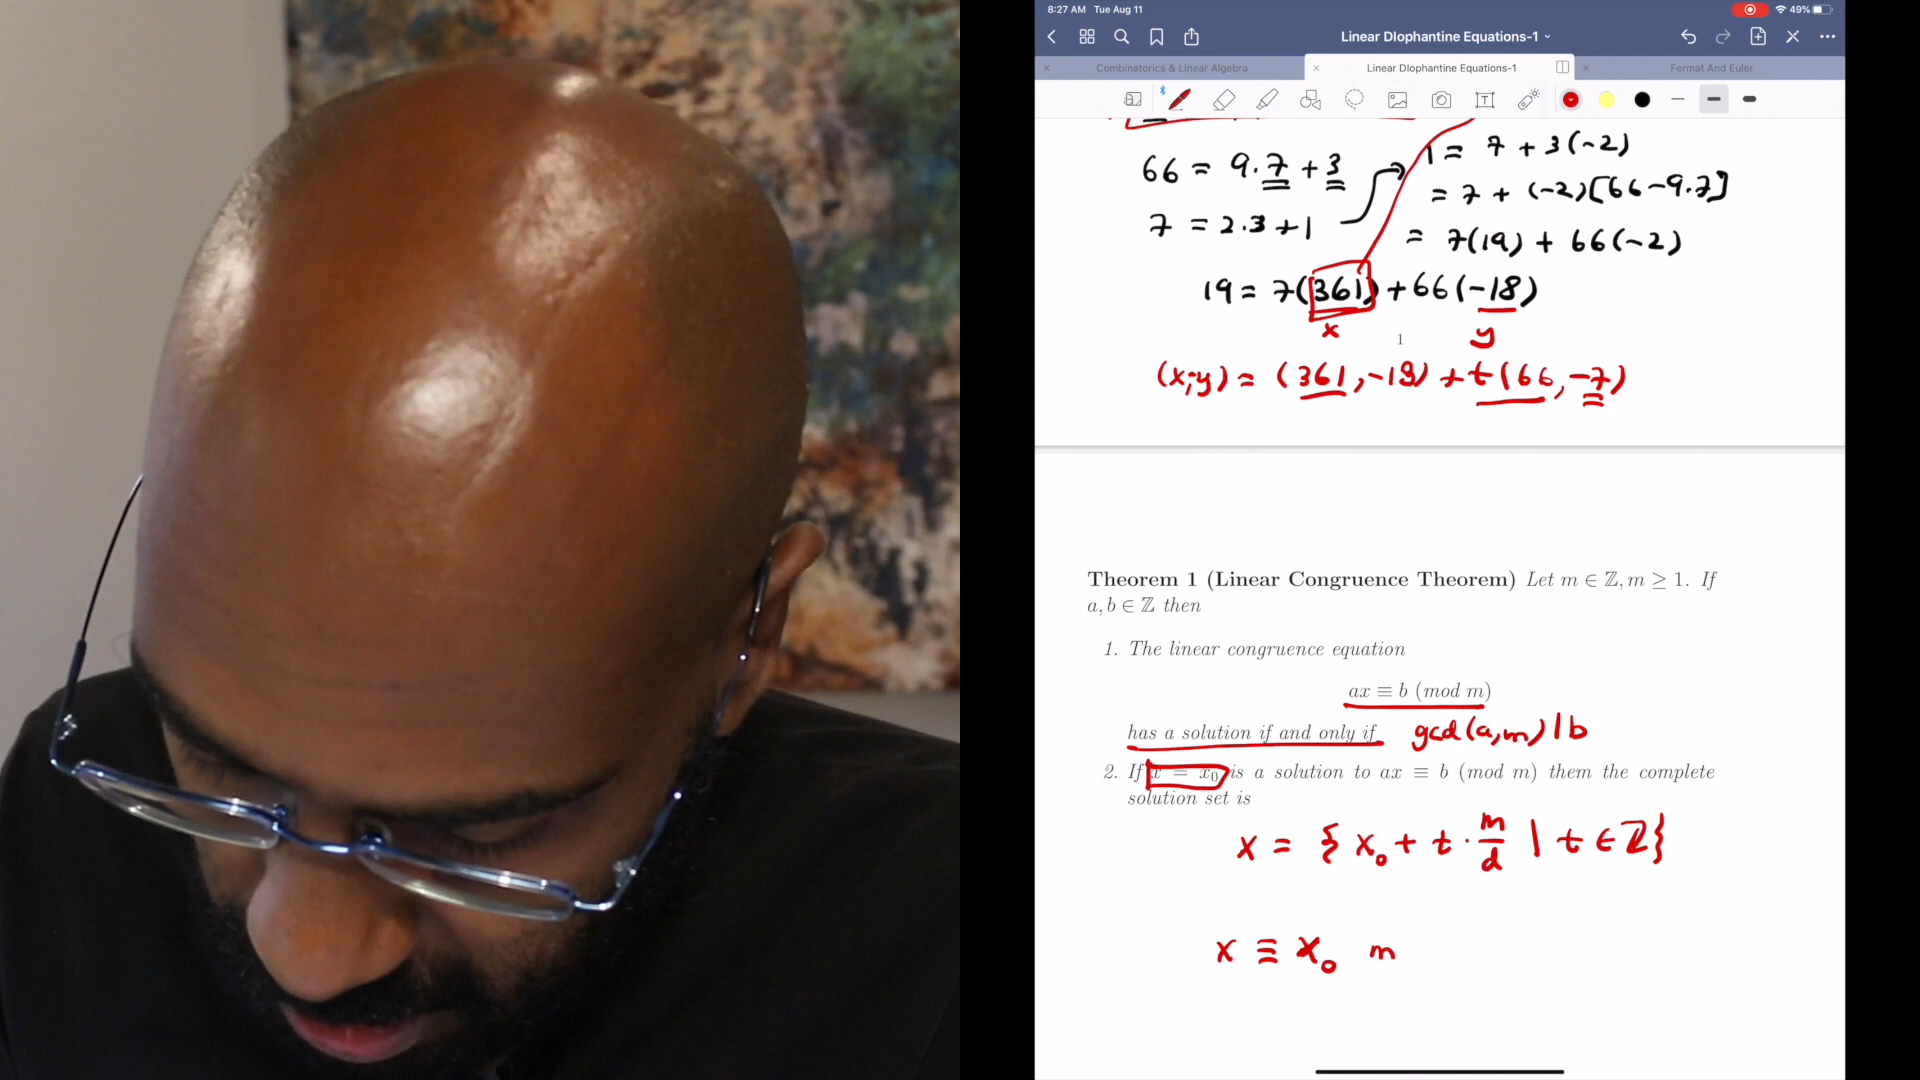 8:27 AM Tue Aug 11
49%
Linear DIophantine Equations-1
Combinatorics & Linear Algebra
Linear DIophantine Equations-1
Fermat And Euler
66 = 9.7 + 3
7 = 2.3 + 1
1 = 7 + 3(-2)
= 7 + (-2)[66-9.7]
= 7(19) + 66(-2)
19 = 7(361) + 66(-18)
x y
1
(x,y) = (361,-18) + t(66,-7)
Theorem 1 (Linear Congruence Theorem) Let m ∈ ℤ, m ≥ 1. If
a, b ∈ ℤ then
1. The linear congruence equation
ax ≡ b (mod m)
has a solution if and only if gcd(a,m) | b
2. If x = x₀ is a solution to ax ≡ b (mod m) them the complete
solution set is
x = { x₀ + t · m/d | t ∈ ℤ}
x ≡ x₀ m